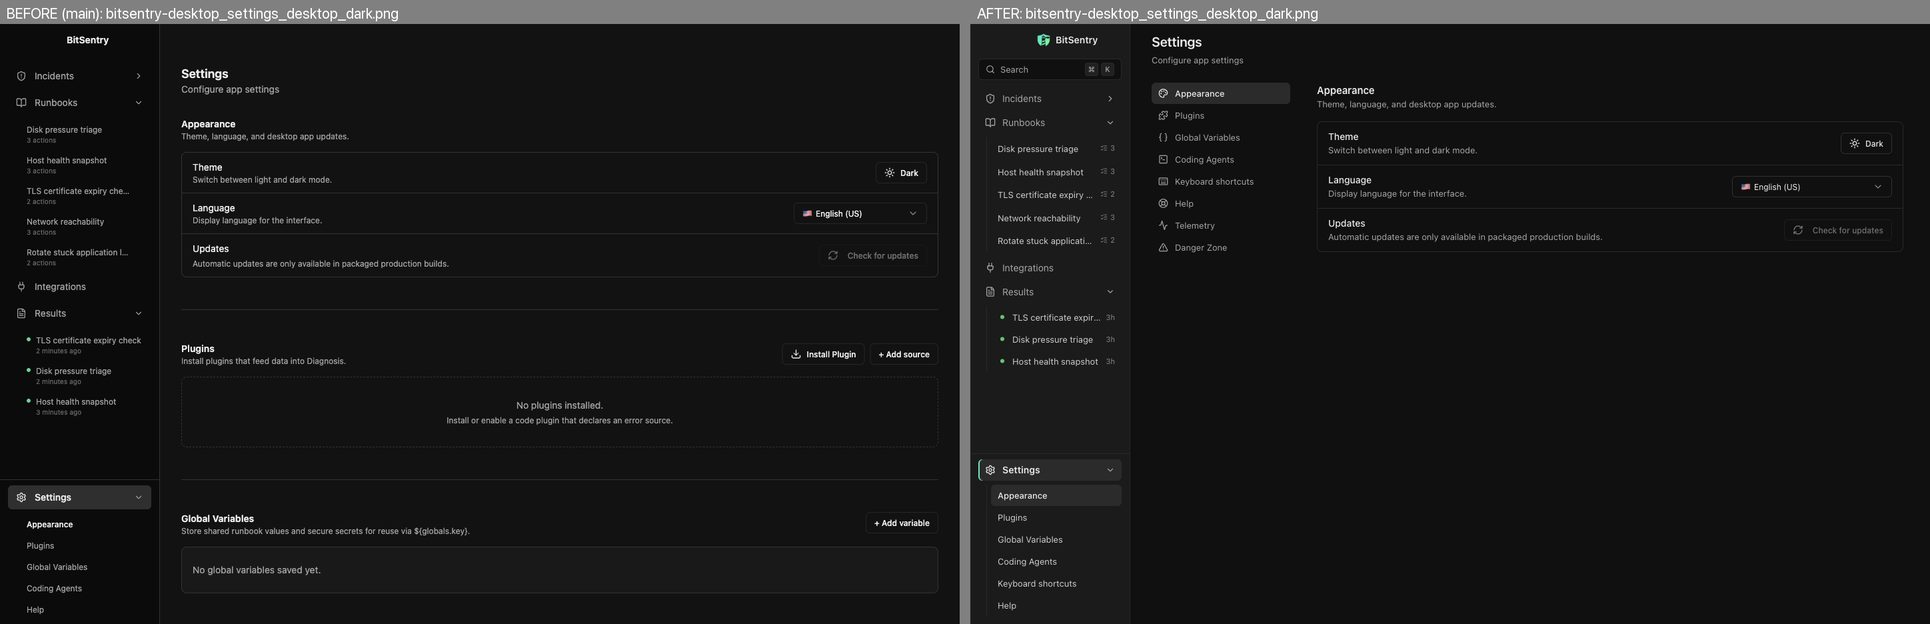 BEFORE (main): bitsentry-desktop_settings_desktop_dark.png
BitSentry
Incidents
Runbooks
Disk pressure triage
3 actions
Host health snapshot
3 actions
TLS certificate expiry che...
2 actions
Network reachability
3 actions
Rotate stuck application l...
2 actions
Integrations
Results
TLS certificate expiry check
2 minutes ago
Disk pressure triage
2 minutes ago
Host health snapshot
3 minutes ago
Settings
Appearance
Plugins
Global Variables
Coding Agents
Help
Settings
Configure app settings
Appearance
Theme, language, and desktop app updates.
Theme
Switch between light and dark mode.
Dark
Language
Display language for the interface.
English (US)
Updates
Automatic updates are only available in packaged production builds.
Check for updates
Plugins
Install plugins that feed data into Diagnosis.
Install Plugin
+ Add source
No plugins installed.
Install or enable a code plugin that declares an error source.
Global Variables
Store shared runbook values and secure secrets for reuse via ${globals.key}.
+ Add variable
No global variables saved yet.
AFTER: bitsentry-desktop_settings_desktop_dark.png
BitSentry
Search ⌘ K
Incidents
Runbooks
Disk pressure triage 3
Host health snapshot 3
TLS certificate expiry ... 2
Network reachability 3
Rotate stuck applicati... 2
Integrations
Results
TLS certificate expir... 3h
Disk pressure triage 3h
Host health snapshot 3h
Settings
Appearance
Plugins
Global Variables
Coding Agents
Keyboard shortcuts
Help
Settings
Configure app settings
Appearance
Plugins
Global Variables
Coding Agents
Keyboard shortcuts
Help
Telemetry
Danger Zone
Appearance
Theme, language, and desktop app updates.
Theme
Switch between light and dark mode.
Dark
Language
Display language for the interface.
English (US)
Updates
Automatic updates are only available in packaged production builds.
Check for updates